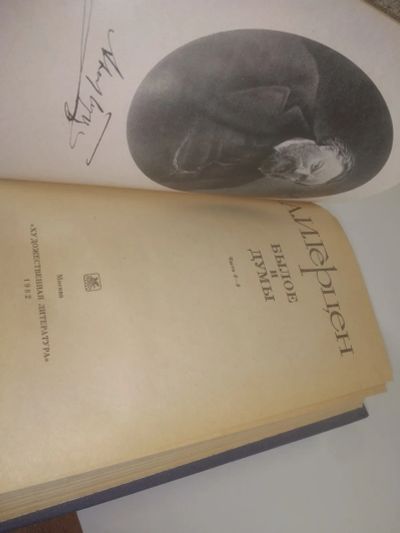 А.И.Герцен
БЫЛОЕ
И
ДУМЫ
Москва
«ХУДОЖЕСТВЕННАЯ ЛИТЕРАТУРА»
1982